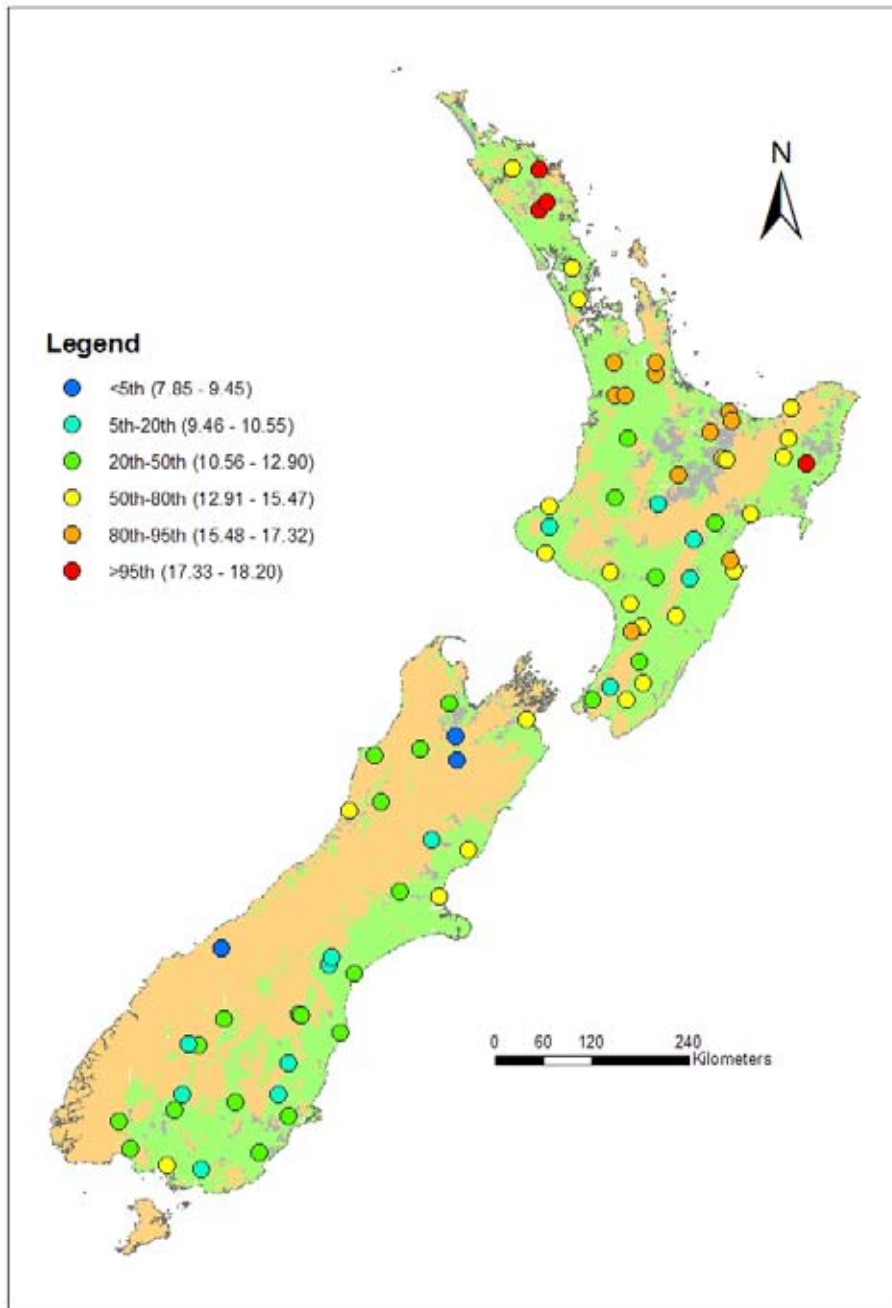 N
Legend
<5th (7.85 - 9.45)
5th-20th (9.46 - 10.55)
20th-50th (10.56 - 12.90)
50th-80th (12.91 - 15.47)
80th-95th (15.48 - 17.32)
>95th (17.33 - 18.20)
0 60 120 240
Kilometers